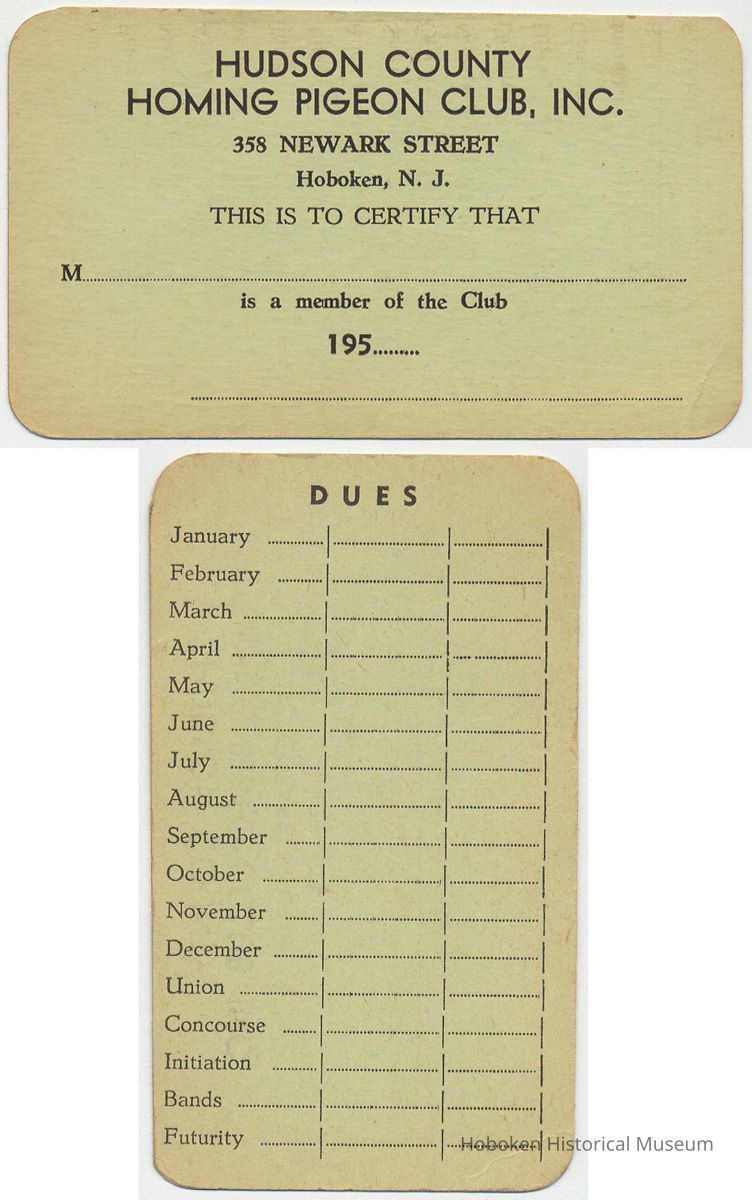 HUDSON COUNTY
HOMING PIGEON CLUB, INC.
358 NEWARK STREET
Hoboken, N. J.
THIS IS TO CERTIFY THAT
M
is a member of the Club
195
DUES
January
February
March
April
May
June
July
August
September
October
November
December
Union
Concourse
Initiation
Bands
Futurity
Hoboken Historical Museum